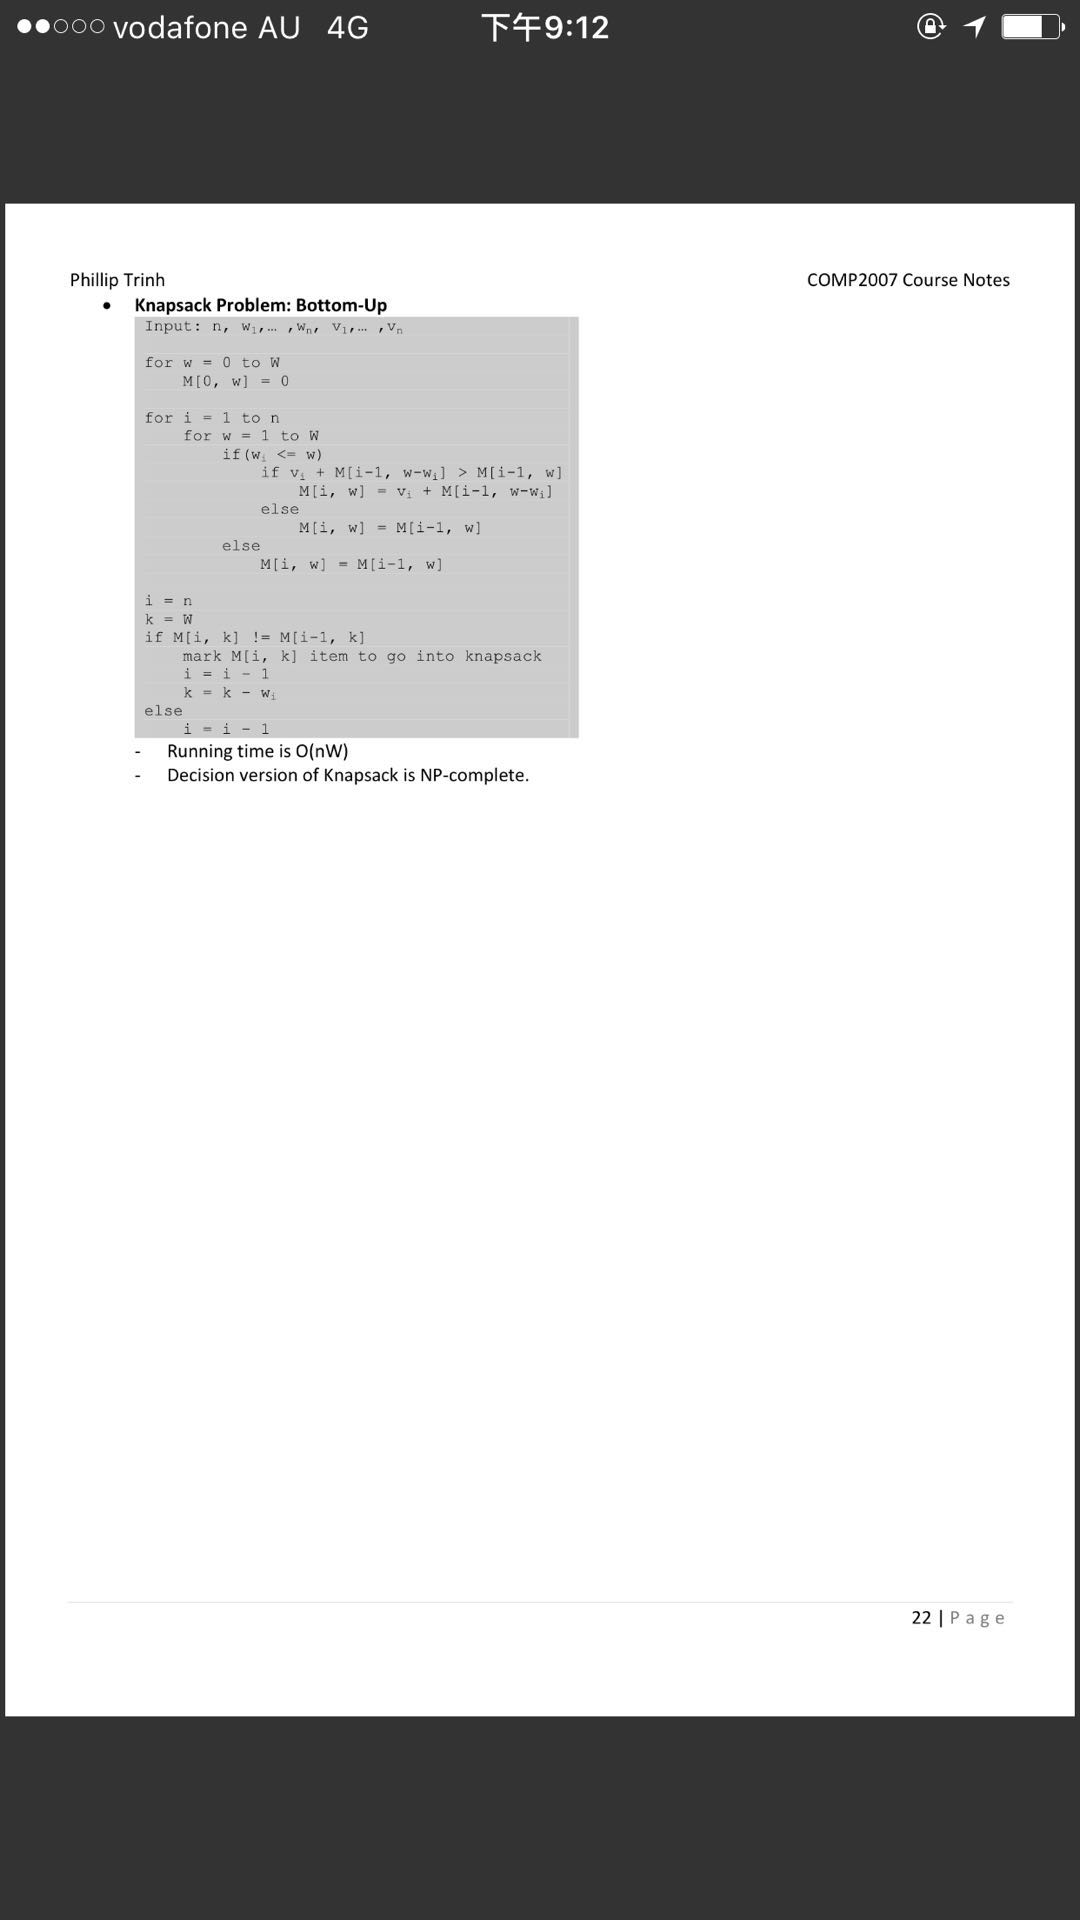 vodafone AU 4G 下午9:12
Phillip Trinh COMP2007 Course Notes
• Knapsack Problem: Bottom-Up
Input: n, w₁,… ,wₙ, v₁,… ,vₙ
for w = 0 to W
M[0, w] = 0
for i = 1 to n
for w = 1 to W
if(wᵢ <= w)
if vᵢ + M[i-1, w-wᵢ] > M[i-1, w]
M[i, w] = vᵢ + M[i-1, w-wᵢ]
else
M[i, w] = M[i-1, w]
else
M[i, w] = M[i-1, w]
i = n
k = W
if M[i, k] != M[i-1, k]
mark M[i, k] item to go into knapsack
i = i - 1
k = k - wᵢ
else
i = i - 1
- Running time is O(nW)
- Decision version of Knapsack is NP-complete.
22 | Page